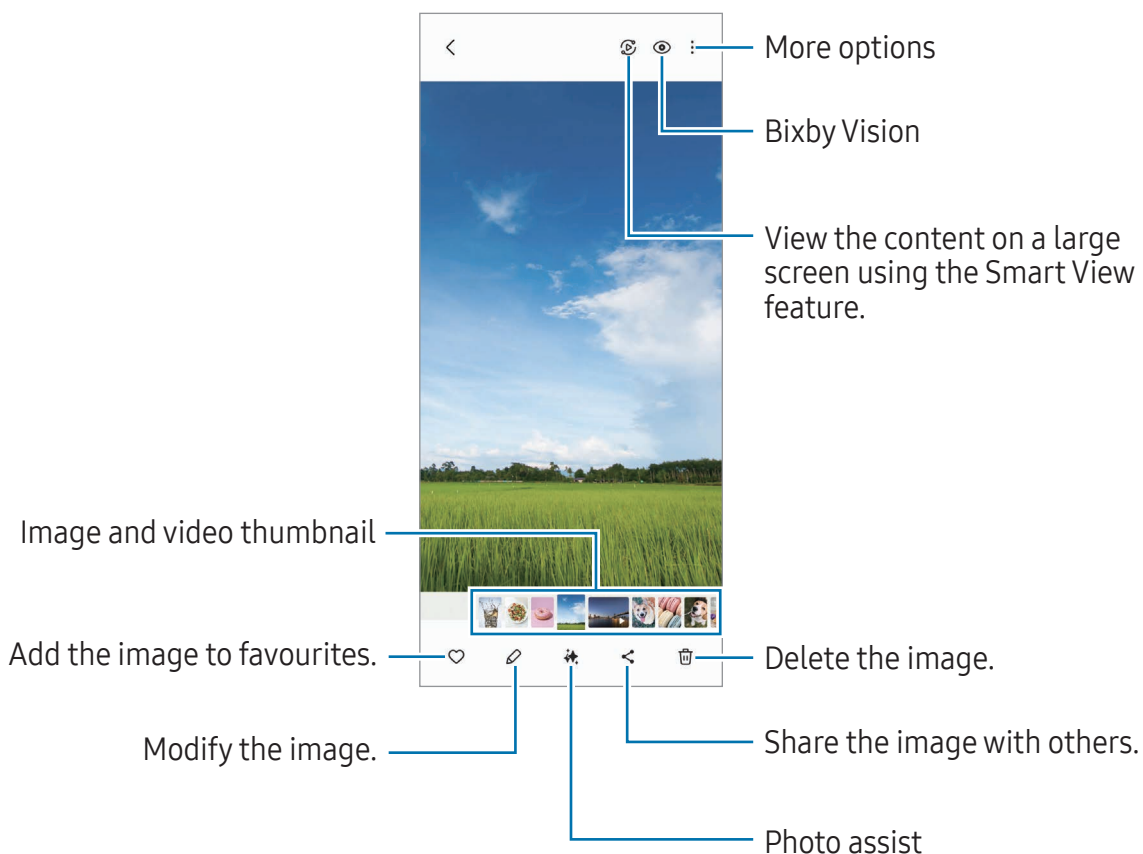 More options
Bixby Vision
View the content on a large
screen using the Smart View
feature.
Image and video thumbnail
Add the image to favourites.
Delete the image.
Modify the image.
Share the image with others.
Photo assist